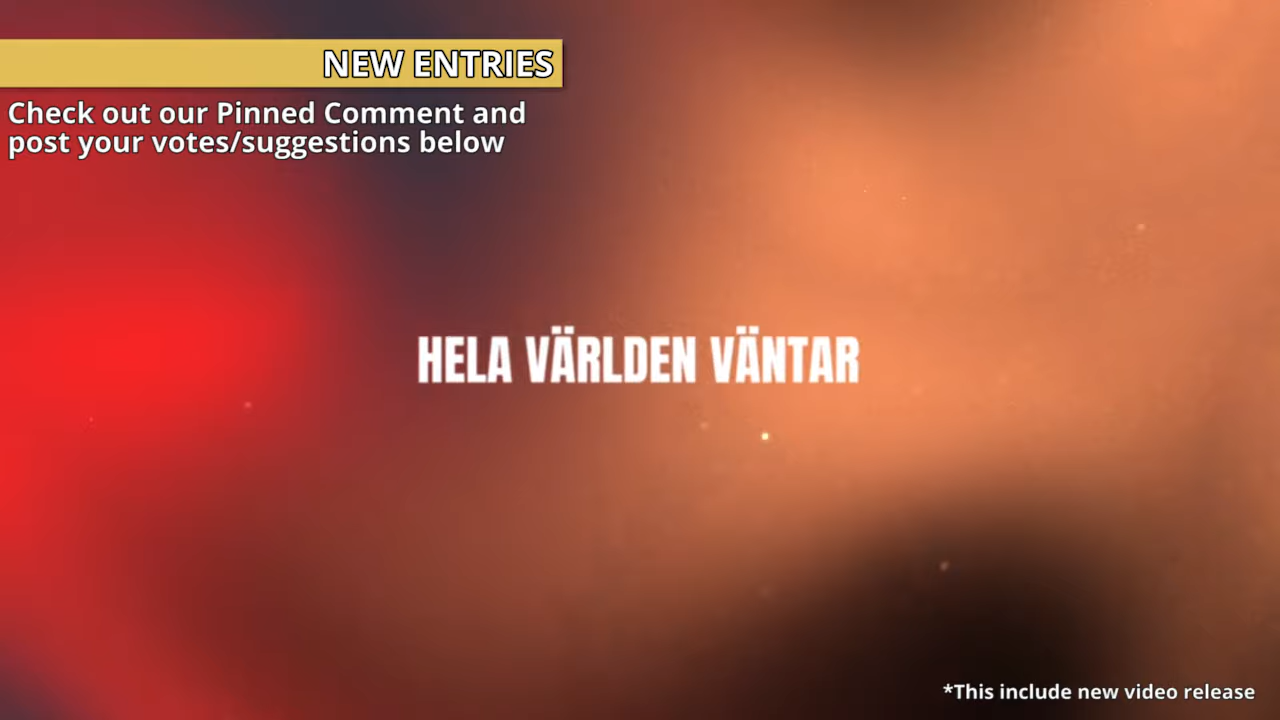 NEW ENTRIES
Check out our Pinned Comment and
post your votes/suggestions below
HELA VÄRLDEN VÄNTAR
*This include new video release